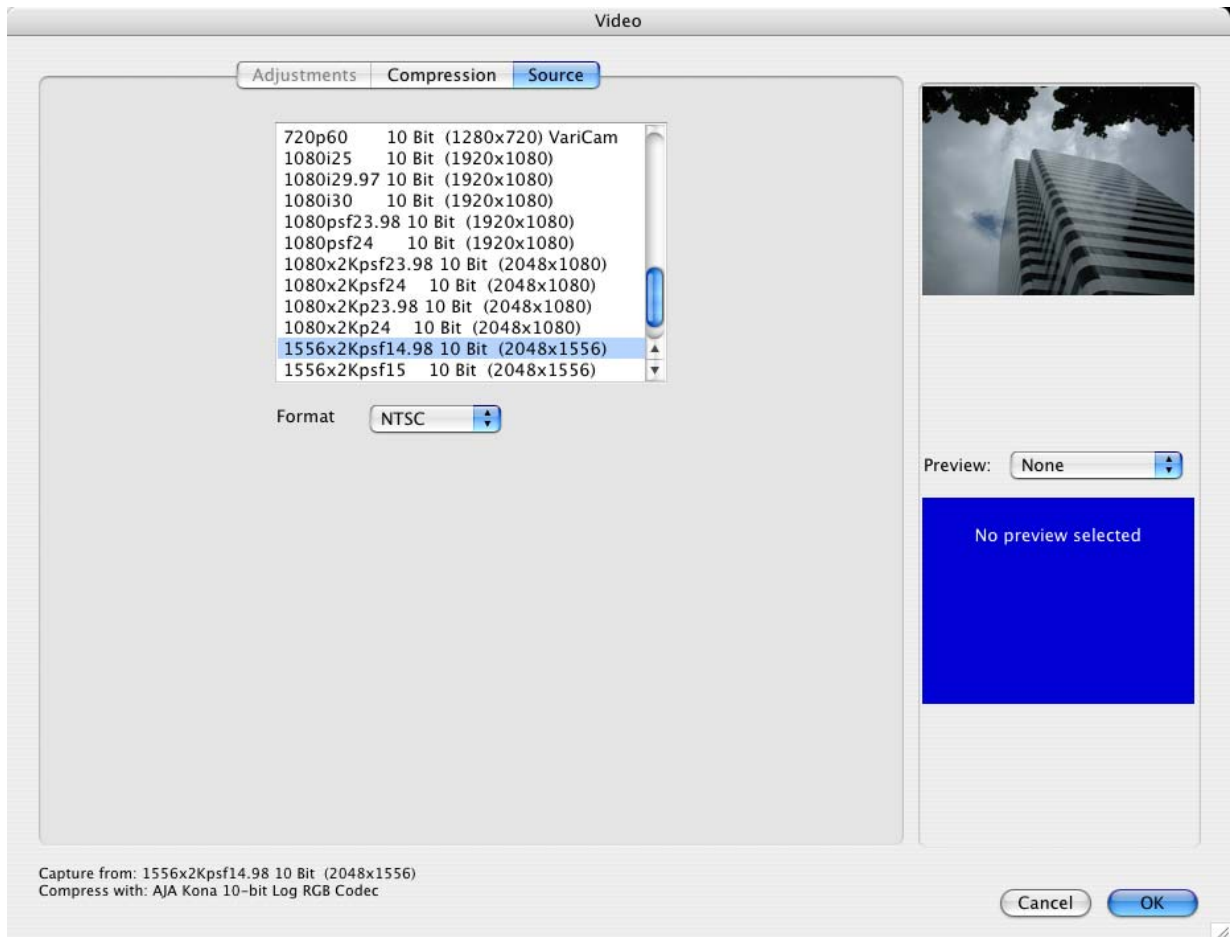 Video
Adjustments Compression Source
720p60 10 Bit (1280x720) VariCam
1080i25 10 Bit (1920x1080)
1080i29.97 10 Bit (1920x1080)
1080i30 10 Bit (1920x1080)
1080psf23.98 10 Bit (1920x1080)
1080psf24 10 Bit (1920x1080)
1080x2Kpsf23.98 10 Bit (2048x1080)
1080x2Kpsf24 10 Bit (2048x1080)
1080x2Kp23.98 10 Bit (2048x1080)
1080x2Kp24 10 Bit (2048x1080)
1556x2Kpsf14.98 10 Bit (2048x1556)
1556x2Kpsf15 10 Bit (2048x1556)
Format NTSC
Preview: None
No preview selected
Capture from: 1556x2Kpsf14.98 10 Bit (2048x1556)
Compress with: AJA Kona 10-bit Log RGB Codec
Cancel OK